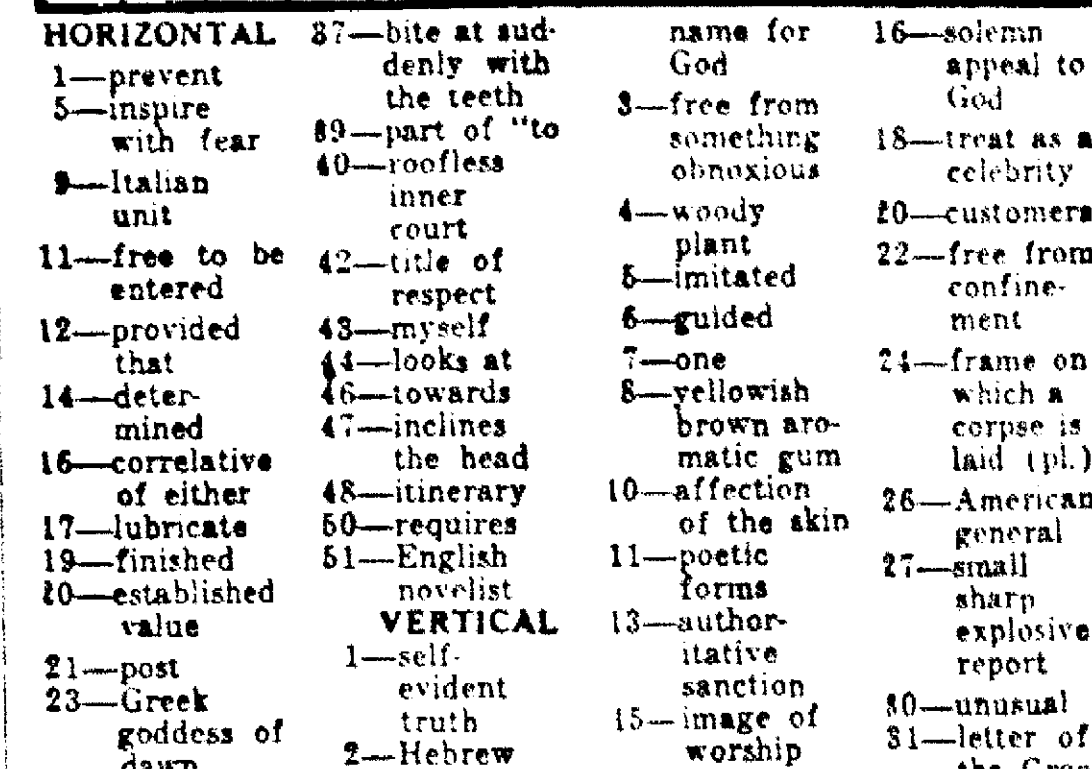 HORIZONTAL
1—prevent
5—inspire
with fear
9—Italian
unit
11—free to be
entered
12—provided
that
14—deter-
mined
16—correlative
of either
17—lubricate
19—finished
20—established
value
21—post
23—Greek
goddess of
dawn
37—bite at sud-
denly with
the teeth
39—part of "to
40—roofless
inner
court
42—title of
respect
43—myself
44—looks at
46—towards
47—inclines
the head
48—itinerary
50—requires
51—English
novelist
VERTICAL
1—self-
evident
truth
2—Hebrew
name for
God
3—free from
something
obnoxious
4—woody
plant
5—imitated
6—guided
7—one
8—yellowish
brown aro-
matic gum
10—affection
of the skin
11—poetic
forms
13—author-
itative
sanction
15—image of
worship
16—solemn
appeal to
God
18—treat as a
celebrity
20—customers
22—free from
confine-
ment
24—frame on
which a
corpse is
laid (pl.)
26—American
general
27—small
sharp
explosive
report
30—unusual
31—letter of